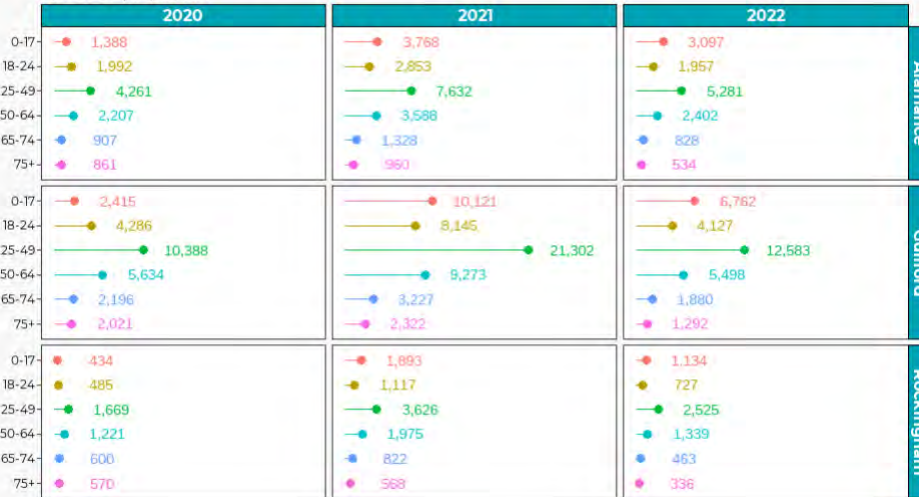 2020 2021 2022
0-17 1,388 3,768 3,097
18-24 1,992 2,853 1,957
25-49 4,261 7,632 5,281
50-64 2,207 3,588 2,402
65-74 907 1,328 828
75+ 861 960 534
Alamance
0-17 2,415 10,121 6,762
18-24 4,286 8,145 4,127
25-49 10,388 21,302 12,583
50-64 5,634 9,273 5,498
65-74 2,196 3,227 1,880
75+ 2,021 2,322 1,292
Guilford
0-17 434 1,893 1,134
18-24 485 1,117 727
25-49 1,669 3,626 2,525
50-64 1,221 1,975 1,339
65-74 600 822 463
75+ 570 568 336
Rockingham